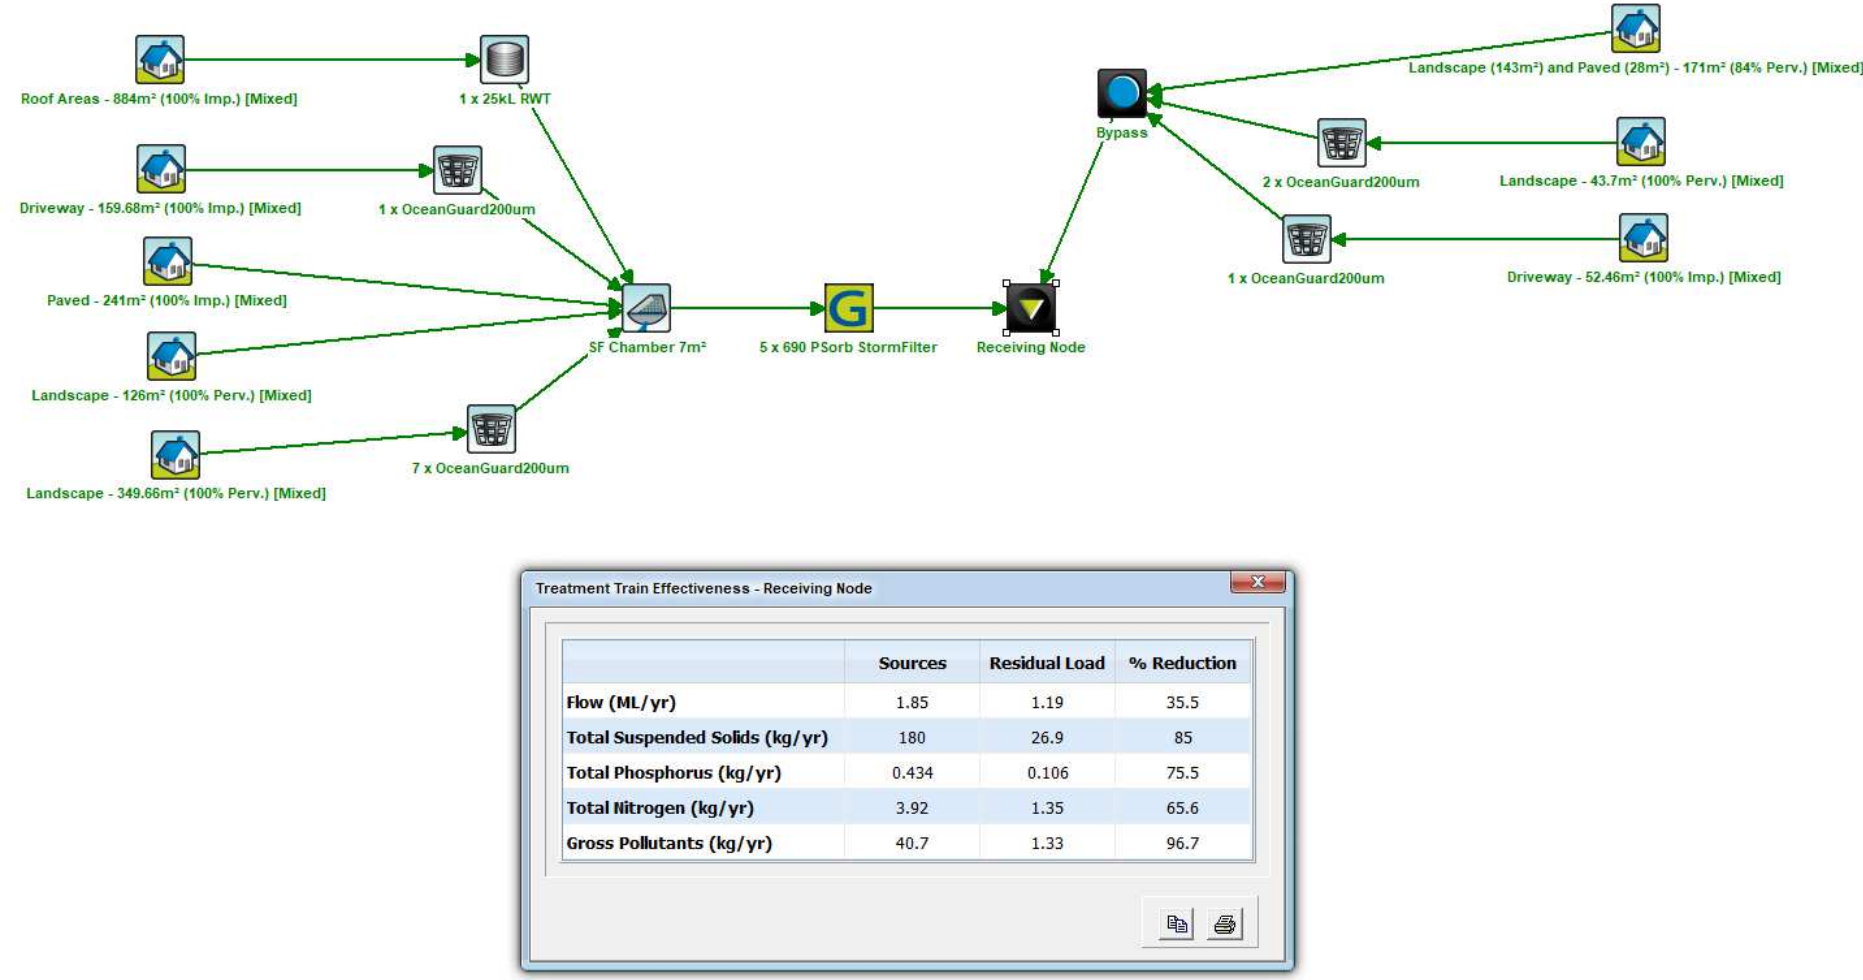 Roof Areas - 884m² (100% Imp.) [Mixed]
1 x 25kL RWT
Driveway - 159.68m² (100% Imp.) [Mixed]
1 x OceanGuard200um
Paved - 241m² (100% Imp.) [Mixed]
Landscape - 126m² (100% Perv.) [Mixed]
Landscape - 349.66m² (100% Perv.) [Mixed]
7 x OceanGuard200um
SF Chamber 7m²
G
5 x 690 PSorb StormFilter
Receiving Node
Bypass
Landscape (143m²) and Paved (28m²) - 171m² (84% Perv.) [Mixed]
2 x OceanGuard200um
Landscape - 43.7m² (100% Perv.) [Mixed]
1 x OceanGuard200um
Driveway - 52.46m² (100% Imp.) [Mixed]
Treatment Train Effectiveness - Receiving Node
Sources Residual Load % Reduction
Flow (ML/yr) 1.85 1.19 35.5
Total Suspended Solids (kg/yr) 180 26.9 85
Total Phosphorus (kg/yr) 0.434 0.106 75.5
Total Nitrogen (kg/yr) 3.92 1.35 65.6
Gross Pollutants (kg/yr) 40.7 1.33 96.7